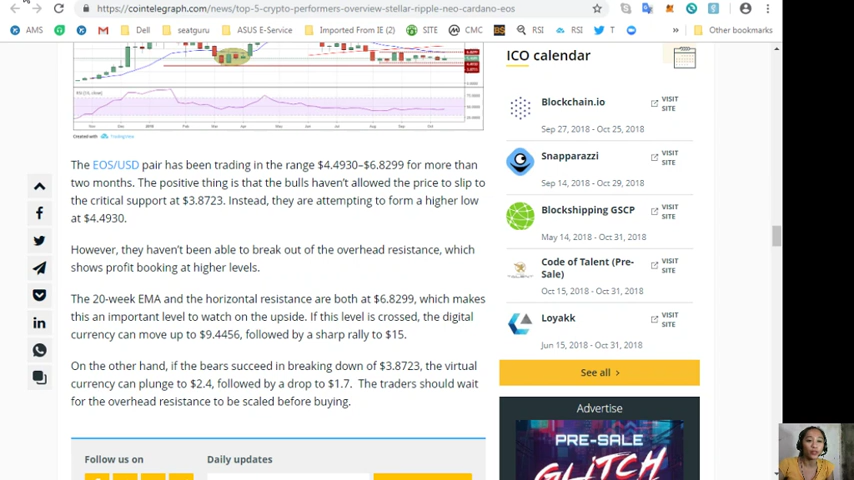 https://cointelegraph.com/news/top-5-crypto-performers-overview-stellar-ripple-neo-cardano-eos
AMS
Dell
seatguru
ASUS E-Service
Imported From IE (2)
SITE
CMC
RSI
RSI
T
»
Other bookmarks
RSI (14, close)
Created with TradingView
The EOS/USD pair has been trading in the range $4.4930–$6.8299 for more than
two months. The positive thing is that the bulls haven't allowed the price to slip to
the critical support at $3.8723. Instead, they are attempting to form a higher low
at $4.4930.
However, they haven't been able to break out of the overhead resistance, which
shows profit booking at higher levels.
The 20-week EMA and the horizontal resistance are both at $6.8299, which makes
this an important level to watch on the upside. If this level is crossed, the digital
currency can move up to $9.4456, followed by a sharp rally to $15.
On the other hand, if the bears succeed in breaking down of $3.8723, the virtual
currency can plunge to $2.4, followed by a drop to $1.7. The traders should wait
for the overhead resistance to be scaled before buying.
Follow us on
Daily updates
ICO calendar
Blockchain.io
VISIT
SITE
Sep 27, 2018 - Oct 25, 2018
Snapparazzi
VISIT
SITE
Sep 14, 2018 - Oct 29, 2018
Blockshipping GSCP
VISIT
SITE
May 14, 2018 - Oct 31, 2018
Code of Talent (Pre-
Sale)
VISIT
SITE
Oct 15, 2018 - Oct 31, 2018
Loyakk
VISIT
SITE
Jun 15, 2018 - Oct 31, 2018
See all >
Advertise
PRE-SALE
GLITCH